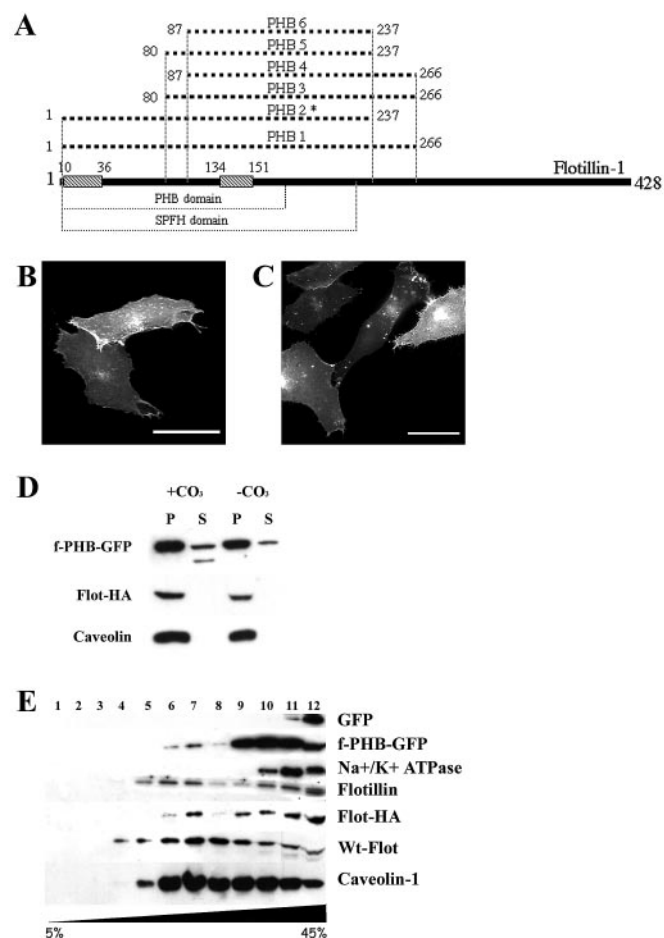 A
87 PHB 6 237
80 PHB 5 237
87 PHB 4 266
80 PHB 3 266
1 PHB 2 * 237
1 PHB 1 266
10 36 134 151 Flotillin-1
1 428
PHB domain
SPFH domain
B C
D
+CO₃ -CO₃
P S P S
f-PHB-GFP
Flot-HA
Caveolin
E 1 2 3 4 5 6 7 8 9 10 11 12
GFP
f-PHB-GFP
Na+/K+ ATPase
Flotillin
Flot-HA
Wt-Flot
Caveolin-1
5% 45%